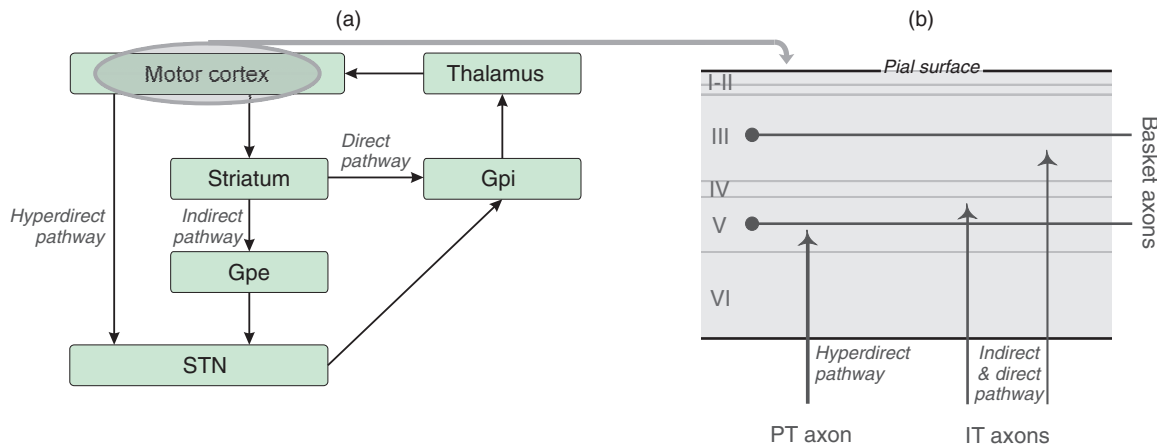 (a)
Motor cortex
Thalamus
Direct
pathway
Striatum
Gpi
Hyperdirect
pathway
Indirect
pathway
Gpe
STN
(b)
Pial surface
I-II
III
IV
V
VI
Basket axons
Hyperdirect
pathway
Indirect
& direct
pathway
PT axon
IT axons